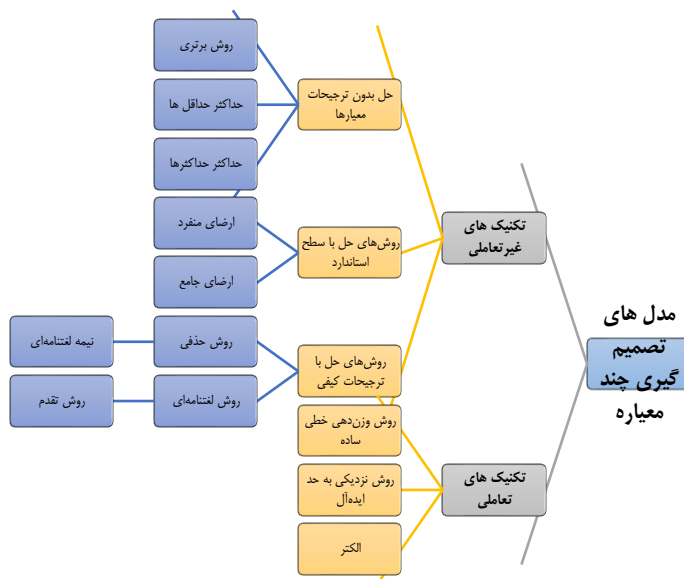 مدل های
تصمیم
گیری چند
معیاره
تکنیک های
غیرتعاملی
حل بدون ترجیحات
معیارها
روش برتری
حداکثر حداقل ها
حداکثر حداکثرها
روش‌های حل با سطح
استاندارد
ارضای منفرد
ارضای جامع
روش‌های حل با
ترجیحات کیفی
روش حذفی
نیمه لغتنامه‌ای
روش لغتنامه‌ای
روش تقدم
تکنیک های
تعاملی
روش وزن‌دهی خطی
ساده
روش نزدیکی به حد
ایده‌آل
الکتر